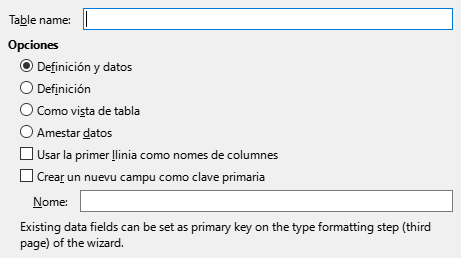 Table name:
Opciones
Definición y datos
Definición
Como vista de tabla
Amestar datos
Usar la primer llinia como nomes de columnes
Crear un nuevu campu como clave primaria
Nome:
Existing data fields can be set as primary key on the type formatting step (third
page) of the wizard.